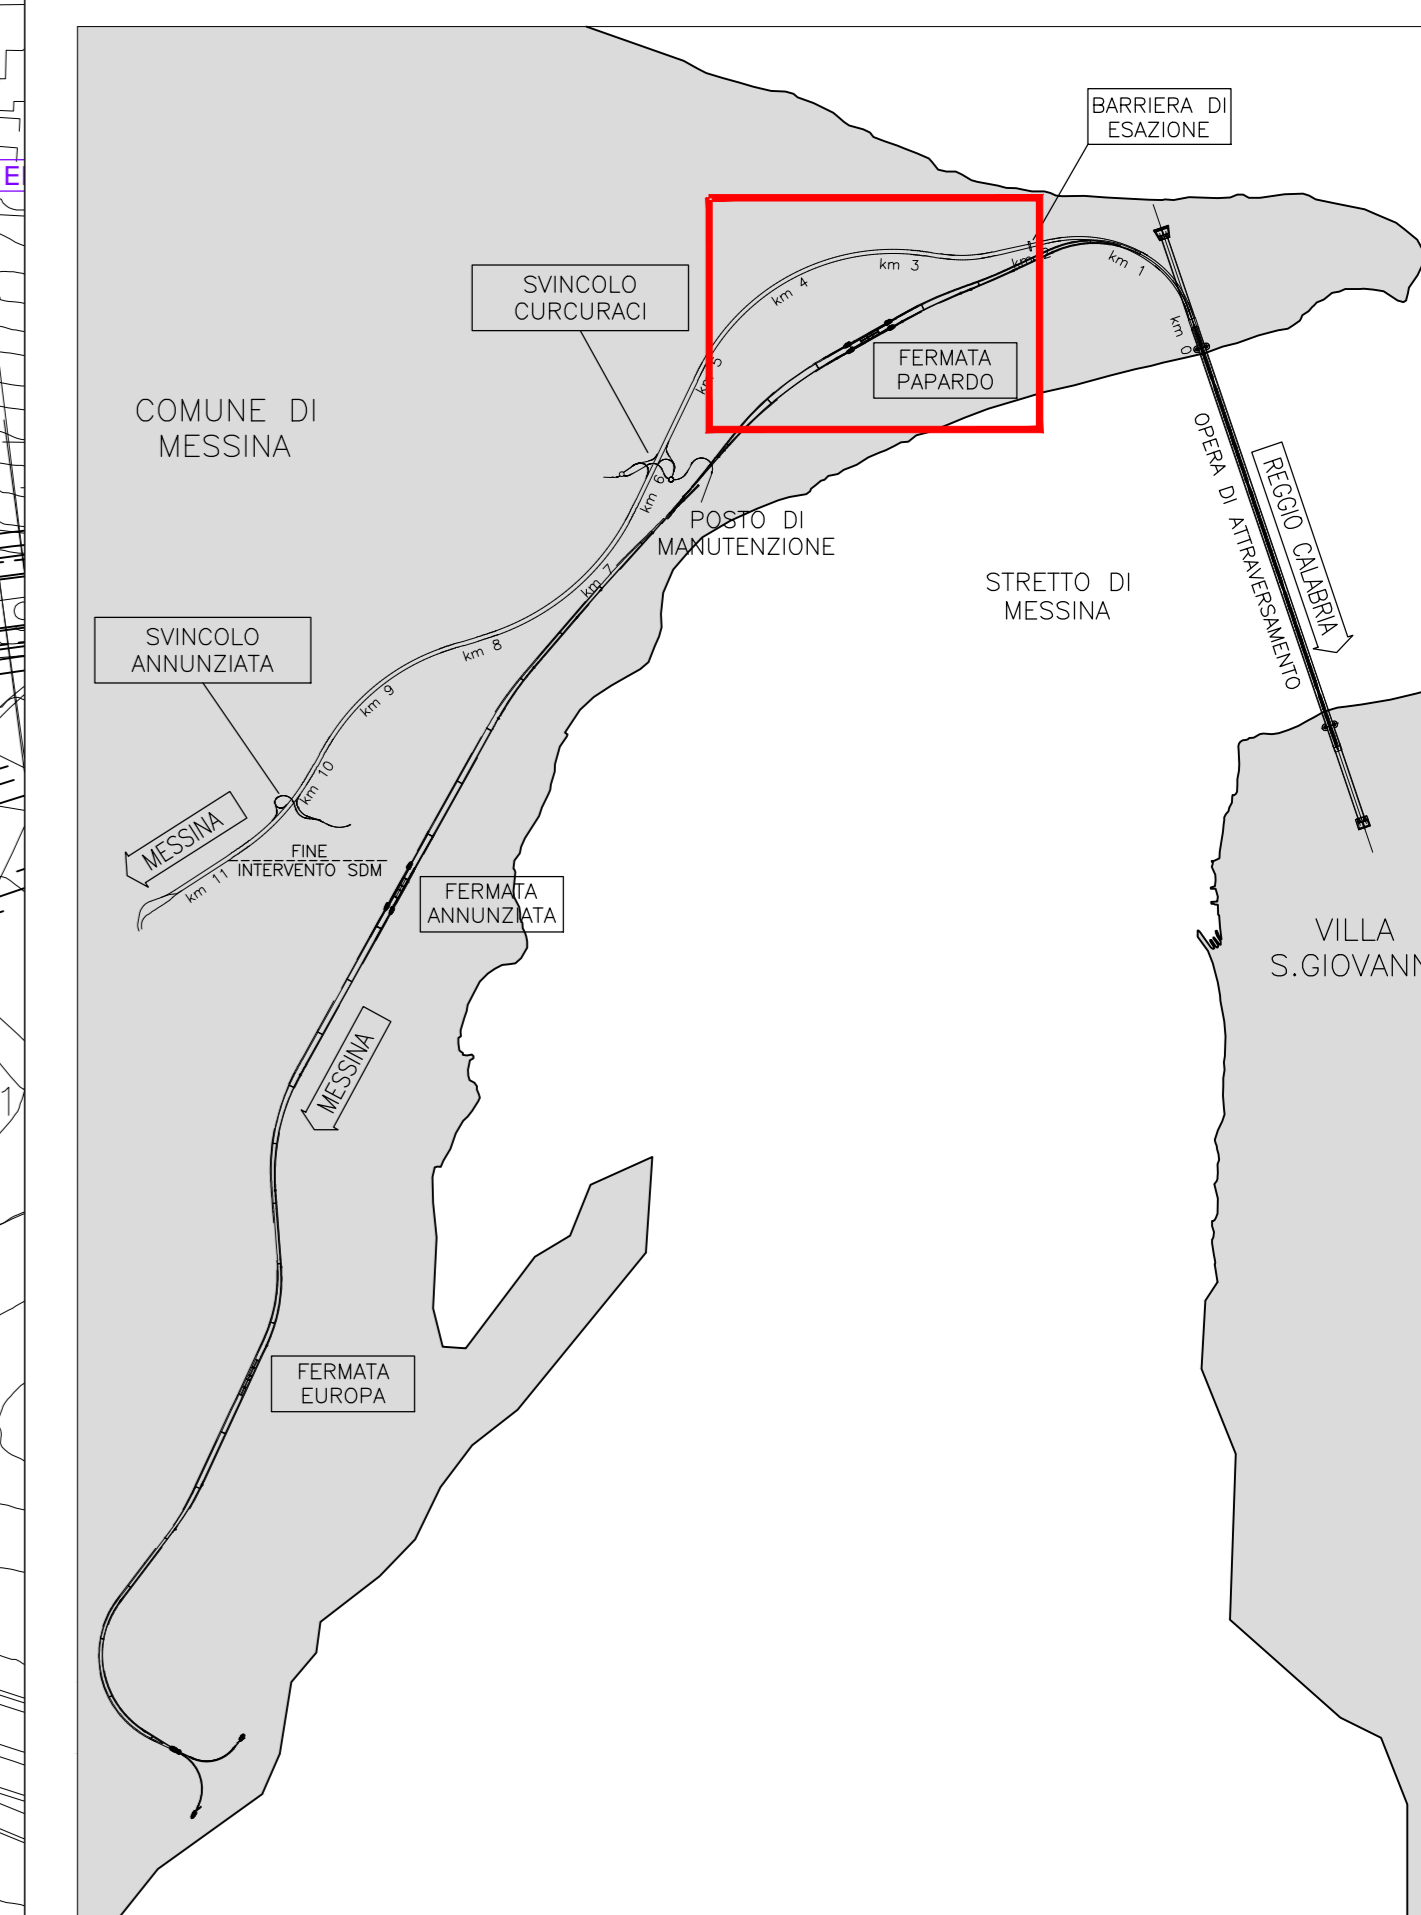 BARRIERA DI
ESAZIONE
SVINCOLO
CURCURACI
km 3
km 4
km 1
km 0
km 5
FERMATA
PAPARDO
COMUNE DI
MESSINA
km 6
POSTO DI
MANUTENZIONE
km 7
STRETTO DI
MESSINA
OPERA DI ATTRAVERSAMENTO
REGGIO CALABRIA
SVINCOLO
ANNUNZIATA
km 8
km 9
km 10
MESSINA
FINE
INTERVENTO SDM
km 11
FERMATA
ANNUNZIATA
VILLA
S.GIOVANN
MESSINA
FERMATA
EUROPA